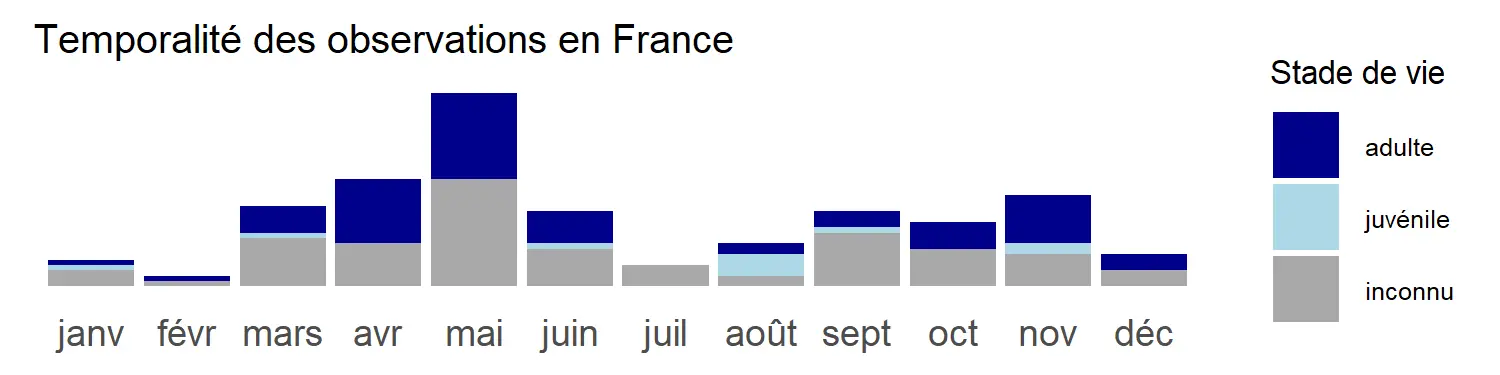 Temporalité des observations en France
Stade de vie
adulte
juvénile
inconnu
janv févr mars avr mai juin juil août sept oct nov déc